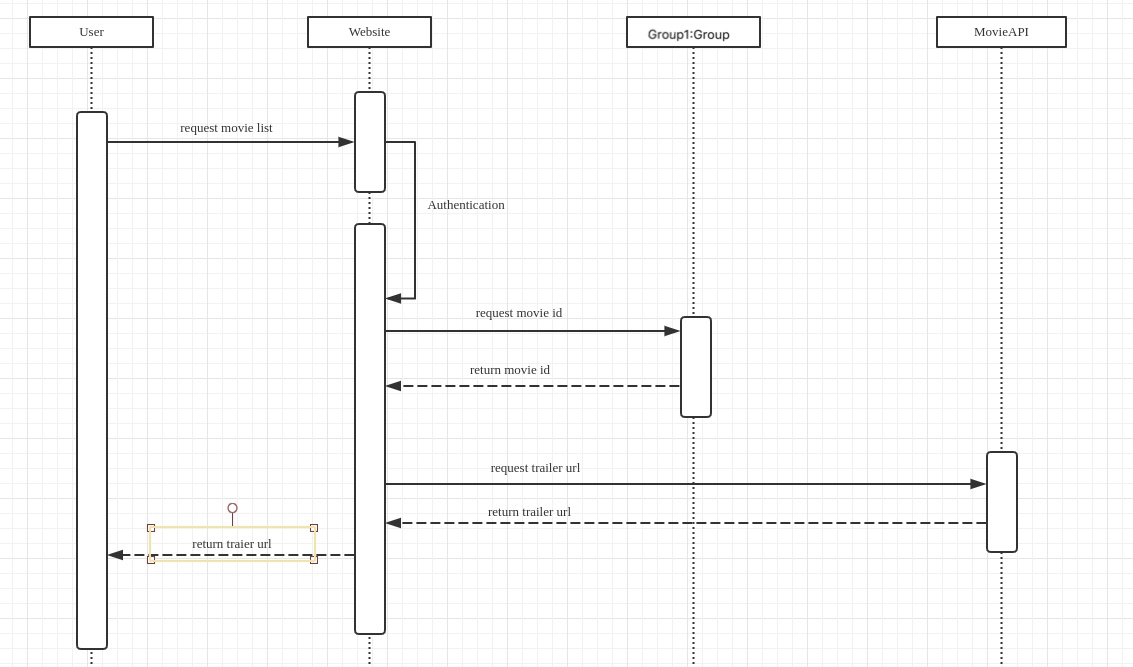 User
Website
Group1:Group
MovieAPI
request movie list
Authentication
request movie id
return movie id
request trailer url
return trailer url
return traier url